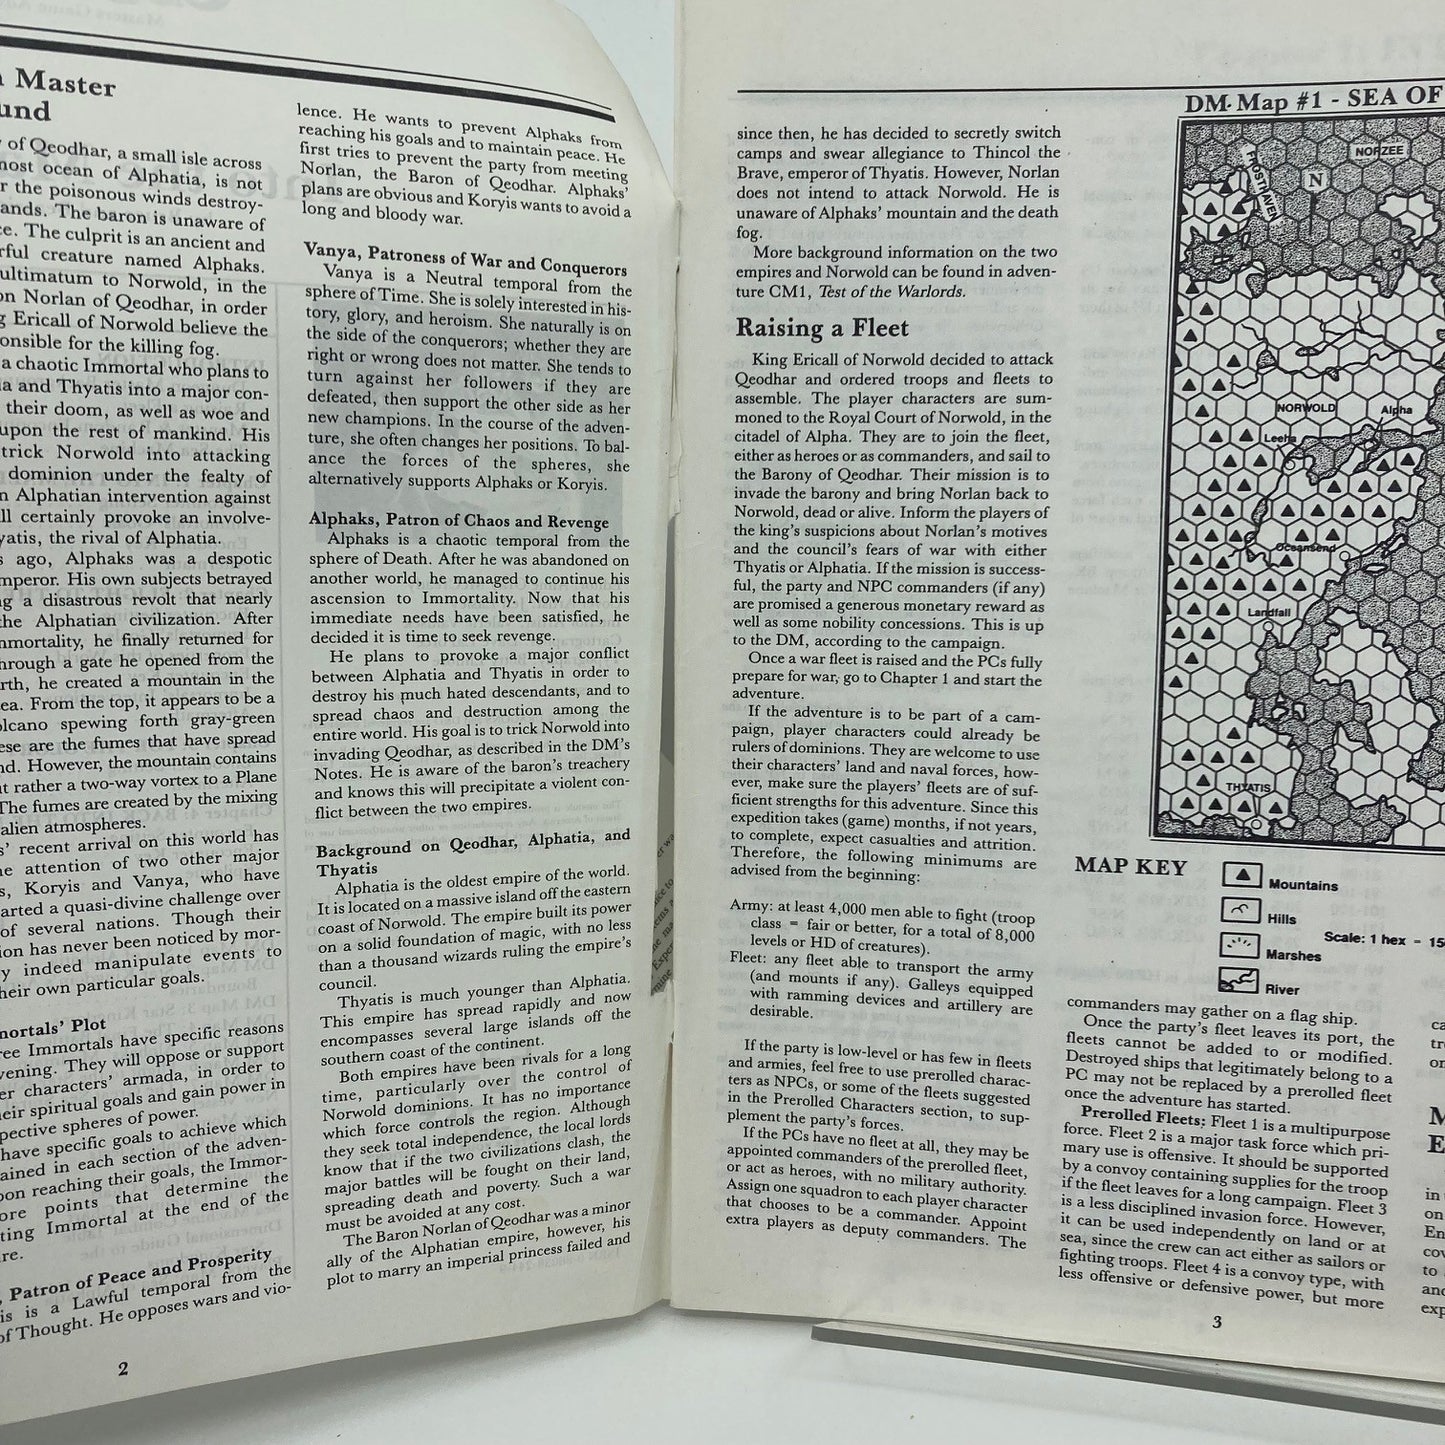 Master
of Qeodhar, a small isle across
most ocean of Alphatia, is not
the poisonous winds destroy-
ands. The baron is unaware of
The culprit is an ancient and
creature named Alphaks.
ultimatum to Norwold, in the
Norlan of Qeodhar, in order
Ericall of Norwold believe the
for the killing fog.
a chaotic Immortal who plans to
and Thyatis into a major con-
their doom, as well as woe and
upon the rest of mankind. His
trick Norwold into attacking
dominion under the fealty of
Alphatian intervention against
certainly provoke an involve-
the rival of Alphatia.
ago, Alphaks was a despotic
emperor. His own subjects betrayed
a disastrous revolt that nearly
the Alphatian civilization. After
he finally returned for
through a gate he opened from the
he created a mountain in the
From the top, it appears to be a
spewing forth gray-green
are the fumes that have spread
However, the mountain contains
rather a two-way vortex to a Plane
The fumes are created by the mixing
alien atmospheres.
recent arrival on this world has
attention of two other major
Koryis and Vanya, who have
a quasi-divine challenge over
of several nations. Though their
has never been noticed by mor-
indeed manipulate events to
their own particular goals.
Plot
Immortals have specific reasons
They will oppose or support
characters' armada, in order to
their spiritual goals and gain power in
spheres of power.
have specific goals to achieve which
in each section of the adven-
reaching their goals, the Immor-
points that determine the
Immortal at the end of the
Patron of Peace and Prosperity
is a Lawful temporal from the
of Thought. He opposes wars and vio-
2
lence. He wants to prevent Alphaks from
reaching his goals and to maintain peace. He
first tries to prevent the party from meeting
Norlan, the Baron of Qeodhar. Alphaks'
plans are obvious and Koryis wants to avoid a
long and bloody war.
Vanya, Patroness of War and Conquerors
Vanya is a Neutral temporal from the
sphere of Time. She is solely interested in his-
tory, glory, and heroism. She naturally is on
the side of the conquerors; whether they are
right or wrong does not matter. She tends to
turn against her followers if they are
defeated, then support the other side as her
new champions. In the course of the adven-
ture, she often changes her positions. To bal-
ance the forces of the spheres, she
alternatively supports Alphaks or Koryis.
Alphaks, Patron of Chaos and Revenge
Alphaks is a chaotic temporal from the
sphere of Death. After he was abandoned on
another world, he managed to continue his
ascension to Immortality. Now that his
immediate needs have been satisfied, he
decided it is time to seek revenge.
He plans to provoke a major conflict
between Alphatia and Thyatis in order to
destroy his much hated descendants, and to
spread chaos and destruction among the
entire world. His goal is to trick Norwold into
invading Qeodhar, as described in the DM's
Notes. He is aware of the baron's treachery
and knows this will precipitate a violent con-
flict between the two empires.
Background on Qeodhar, Alphatia, and
Thyatis
Alphatia is the oldest empire of the world.
It is located on a massive island off the eastern
coast of Norwold. The empire built its power
on a solid foundation of magic, with no less
than a thousand wizards ruling the empire's
council.
Thyatis is much younger than Alphatia.
This empire has spread rapidly and now
encompasses several large islands off the
southern coast of the continent.
Both empires have been rivals for a long
time, particularly over the control of
Norwold dominions. It has no importance
which force controls the region. Although
they seek total independence, the local lords
know that if the two civilizations clash, the
major battles will be fought on their land,
spreading death and poverty. Such a war
must be avoided at any cost.
The Baron Norlan of Qeodhar was a minor
ally of the Alphatian empire, however, his
plot to marry an imperial princess failed and
since then, he has decided to secretly switch
camps and swear allegiance to Thincol the
Brave, emperor of Thyatis. However, Norlan
does not intend to attack Norwold. He is
unaware of Alphaks' mountain and the death
fog.
More background information on the two
empires and Norwold can be found in adven-
ture CM1, Test of the Warlords.
Raising a Fleet
King Ericall of Norwold decided to attack
Qeodhar and ordered troops and fleets to
assemble. The player characters are sum-
moned to the Royal Court of Norwold, in the
citadel of Alpha. They are to join the fleet,
either as heroes or as commanders, and sail to
the Barony of Qeodhar. Their mission is to
invade the barony and bring Norlan back to
Norwold, dead or alive. Inform the players of
the king's suspicions about Norlan's motives
and the council's fears of war with either
Thyatis or Alphatia. If the mission is success-
ful, the party and NPC commanders (if any)
are promised a generous monetary reward as
well as some nobility concessions. This is up
to the DM, according to the campaign.
Once a war fleet is raised and the PCs fully
prepare for war, go to Chapter 1 and start the
adventure.
If the adventure is to be part of a cam-
paign, player characters could already be
rulers of dominions. They are welcome to use
their characters' land and naval forces, how-
ever, make sure the players' fleets are of suf-
ficient strengths for this adventure. Since this
expedition takes (game) months, if not years,
to complete, expect casualties and attrition.
Therefore, the following minimums are
advised from the beginning:
Army: at least 4,000 men able to fight (troop
class = fair or better, for a total of 8,000
levels or HD of creatures).
Fleet: any fleet able to transport the army
(and mounts if any). Galleys equipped
with ramming devices and artillery are
desirable.
If the party is low-level or has few in fleets
and armies, feel free to use prerolled charac-
ters as NPCs, or some of the fleets suggested
in the Prerolled Characters section, to sup-
plement the party's forces.
If the PCs have no fleet at all, they may be
appointed commanders of the prerolled fleet,
or act as heroes, with no military authority.
Assign one squadron to each player character
that chooses to be a commander. Appoint
extra players as deputy commanders. The
DM Map #1 - SEA OF
NORZEE
FROSTHAVEN
N
NORWOLD
Alpha
Leeha
Oceansend
Landfall
THYATIS
MAP KEY
Mountains
Hills
Marshes
River
Scale: 1 hex = 15
commanders may gather on a flag ship.
Once the party's fleet leaves its port, the
fleets cannot be added to or modified.
Destroyed ships that legitimately belong to a
PC may not be replaced by a prerolled fleet
once the adventure has started.
Prerolled Fleets: Fleet 1 is a multipurpose
force. Fleet 2 is a major task force which pri-
mary use is offensive. It should be supported
by a convoy containing supplies for the troop
if the fleet leaves for a long campaign. Fleet 3
is a less disciplined invasion force. However,
it can be used independently on land or at
sea, since the crew can act either as sailors or
fighting troops. Fleet 4 is a convoy type, with
less offensive or defensive power, but more
3